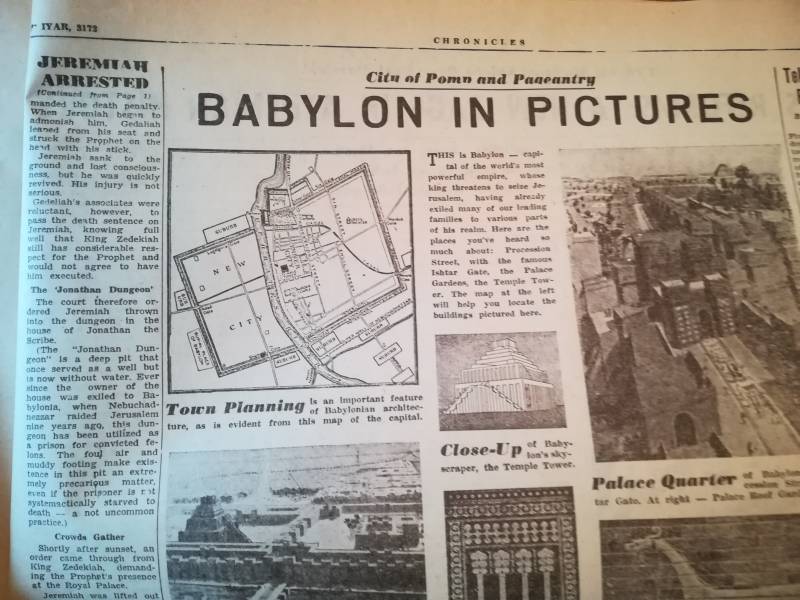 IYAR, 3172
CHRONICLES
JEREMIAH
ARRESTED
(Continued from Page 1)
manded the death penalty.
When Jeremiah began to
admonish him, Gedaliah
leaned from his seat and
struck the Prophet on the
head with his stick.
Jeremiah sank to the
ground and lost conscious-
ness, but he was quickly
revived. His injury is not
serious.
Gedeliah's associates were
reluctant, however, to
pass the death sentence on
Jeremiah, knowing full
well that King Zedekiah
still has considerable res-
pect for the Prophet and
would not agree to have
him executed.
The 'Jonathan Dungeon'
The court therefore or-
dered Jeremiah thrown
into the dungeon in the
house of Jonathan the
Scribe.
(The "Jonathan Dun-
geon" is a deep pit that
once served as a well but
is now without water. Ever
since the owner of the
house was exiled to Ba-
bylonia, when Nebuchad-
nezzar raided Jerusalem
nine years ago, this dun-
geon has been utilized as
a prison for convicted fe-
lons. The foul air and
muddy footing make exis-
tence in this pit an extre-
mely precarious matter,
even if the prisoner is not
systemactically starved to
death — a not uncommon
practice.)
Crowds Gather
Shortly after sunset, an
order came through from
King Zedekiah, demand-
ing the Prophet's presence
at the Royal Palace.
Jeremiah was lifted out
City of Pomp and Pageantry
BABYLON IN PICTURES
SUBURB
NEW
CITY
SUBURB
SUBURB
SUBURB
Town Planning is an important feature
of Babylonian architec-
ture, as is evident from this map of the capital.
THIS is Babylon — capi-
tal of the world's most
powerful empire, whose
king threatens to seize Je-
rusalem, having already
exiled many of our leading
families to various parts
of his realm. Here are the
places you've heard so
much about: Procession
Street, with the famous
Ishtar Gate, the Palace
Gardens, the Temple Tow-
er. The map at the left
will help you locate the
buildings pictured here.
Close-Up of Baby-
lon's sky-
scraper, the Temple Tower.
Palace Quarter of Babylon
cession Str
tar Gate. At right — Palace Roof Gard